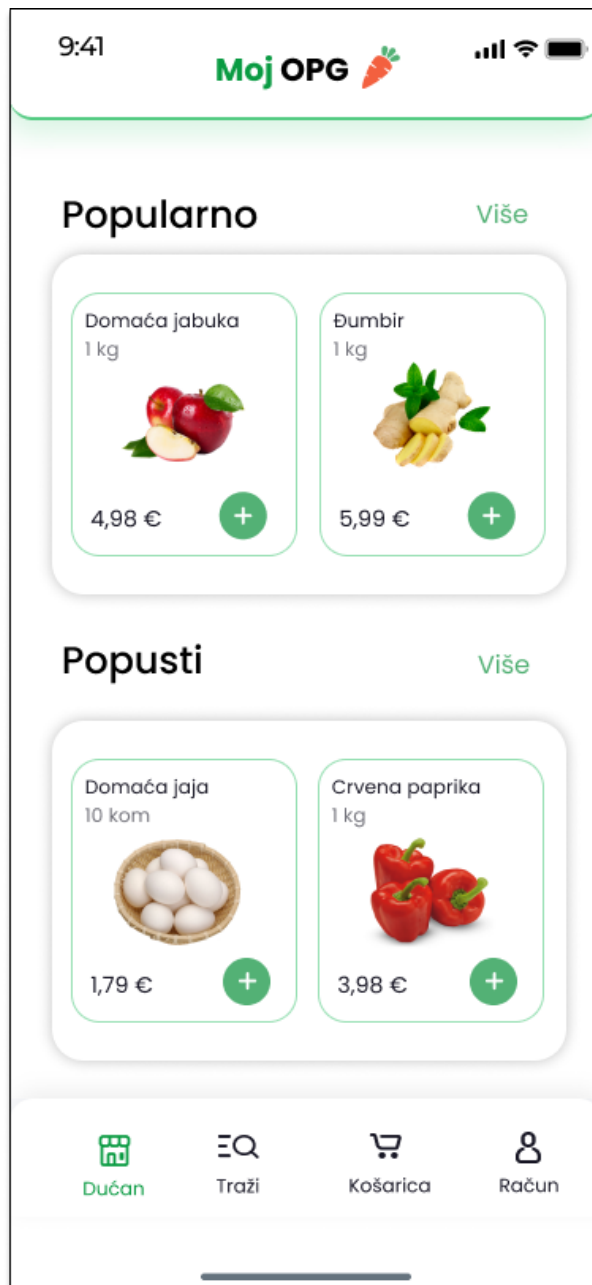 9:41
Moj OPG
Popularno
Više
Domaća jabuka
1 kg
4,98 €
+
Đumbir
1 kg
5,99 €
+
Popusti
Više
Domaća jaja
10 kom
1,79 €
+
Crvena paprika
1 kg
3,98 €
+
Dućan
Traži
Košarica
Račun